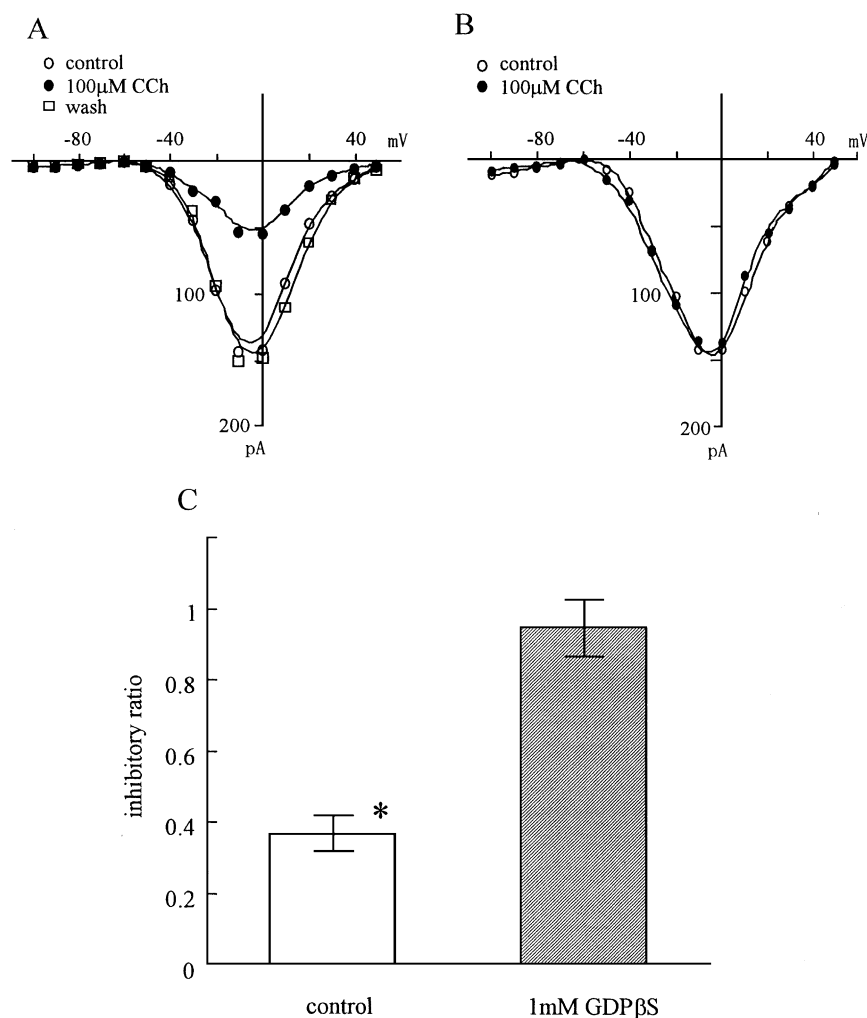 A
control
100μM CCh
wash
-80
-40
40
mV
100
200
pA
B
control
100μM CCh
-80
-40
40
mV
100
200
pA
C
inhibitory ratio
1
0.8
0.6
0.4
0.2
0
*
control
1mM GDPβS